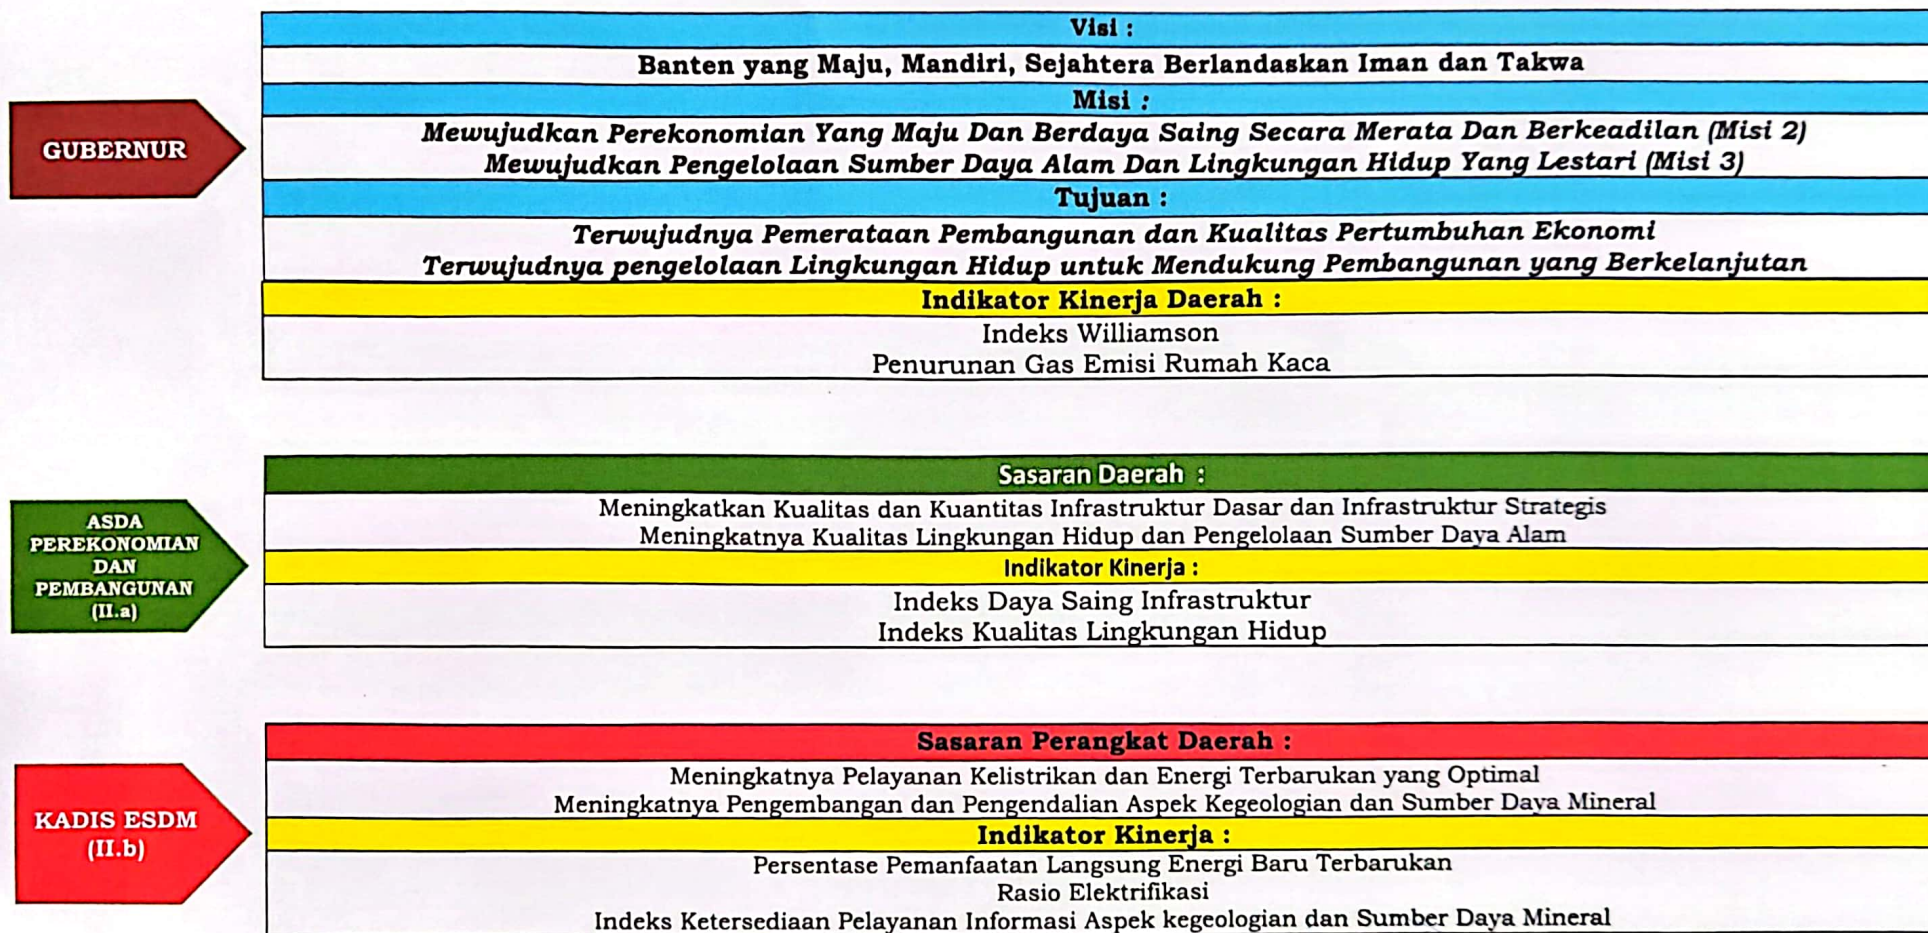 GUBERNUR
Visi :
Banten yang Maju, Mandiri, Sejahtera Berlandaskan Iman dan Takwa
Misi :
Mewujudkan Perekonomian Yang Maju Dan Berdaya Saing Secara Merata Dan Berkeadilan (Misi 2)
Mewujudkan Pengelolaan Sumber Daya Alam Dan Lingkungan Hidup Yang Lestari (Misi 3)
Tujuan :
Terwujudnya Pemerataan Pembangunan dan Kualitas Pertumbuhan Ekonomi
Terwujudnya pengelolaan Lingkungan Hidup untuk Mendukung Pembangunan yang Berkelanjutan
Indikator Kinerja Daerah :
Indeks Williamson
Penurunan Gas Emisi Rumah Kaca
ASDA
PEREKONOMIAN
DAN
PEMBANGUNAN
(II.a)
Sasaran Daerah :
Meningkatkan Kualitas dan Kuantitas Infrastruktur Dasar dan Infrastruktur Strategis
Meningkatnya Kualitas Lingkungan Hidup dan Pengelolaan Sumber Daya Alam
Indikator Kinerja :
Indeks Daya Saing Infrastruktur
Indeks Kualitas Lingkungan Hidup
KADIS ESDM
(II.b)
Sasaran Perangkat Daerah :
Meningkatnya Pelayanan Kelistrikan dan Energi Terbarukan yang Optimal
Meningkatnya Pengembangan dan Pengendalian Aspek Kegeologian dan Sumber Daya Mineral
Indikator Kinerja :
Persentase Pemanfaatan Langsung Energi Baru Terbarukan
Rasio Elektrifikasi
Indeks Ketersediaan Pelayanan Informasi Aspek kegeologian dan Sumber Daya Mineral